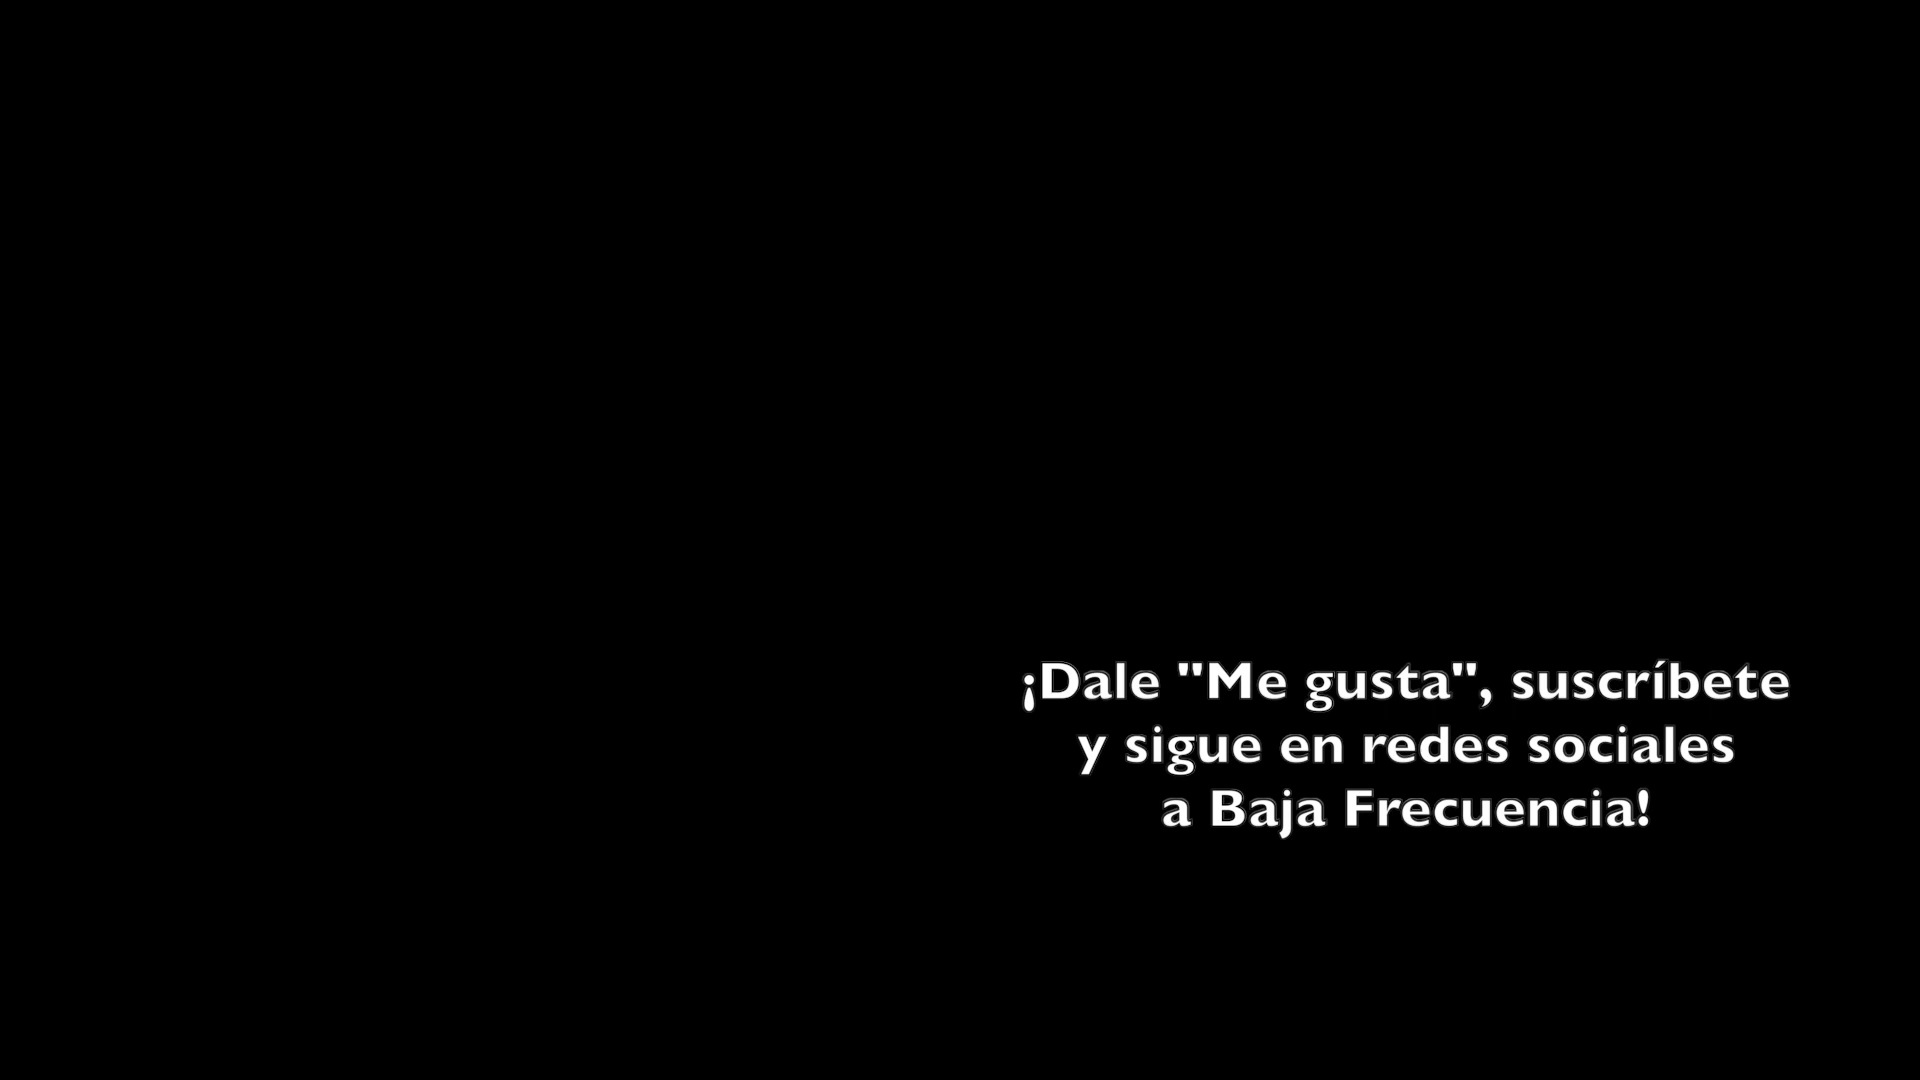 ¡Dale "Me gusta", suscríbete
y sigue en redes sociales
a Baja Frecuencia!